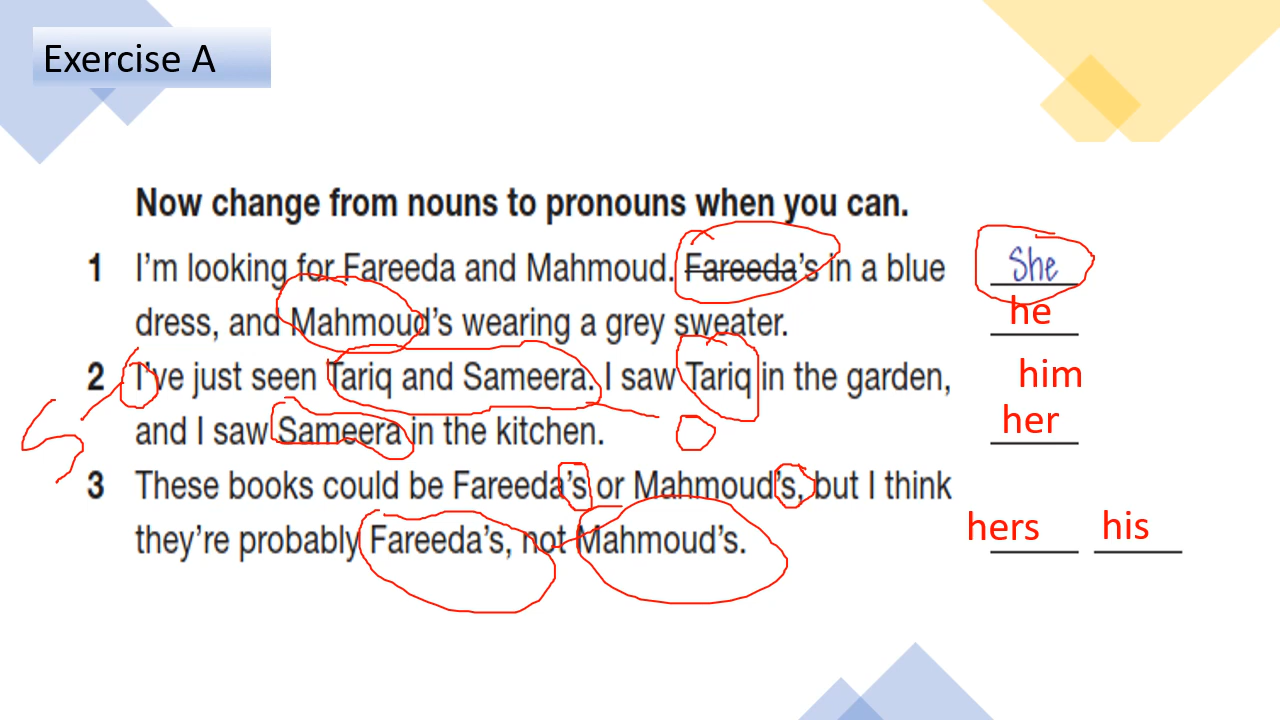 Exercise A
Now change from nouns to pronouns when you can.
1 I'm looking for Fareeda and Mahmoud. Fareeda's in a blue She
dress, and Mahmoud's wearing a grey sweater. he
2 I've just seen Tariq and Sameera. I saw Tariq in the garden, him
and I saw Sameera in the kitchen. her
3 These books could be Fareeda's or Mahmoud's, but I think
they're probably Fareeda's, not Mahmoud's. hers his